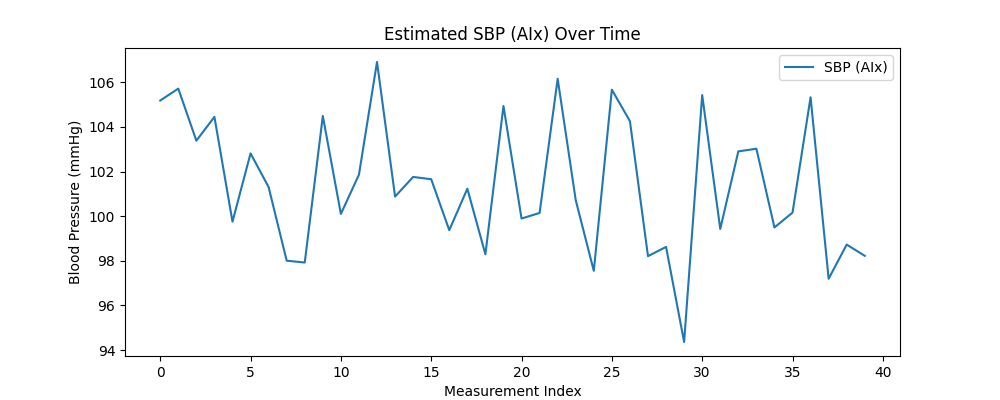 Estimated SBP (AIx) Over Time
SBP (AIx)
Blood Pressure (mmHg)
106
104
102
100
98
96
94
0 5 10 15 20 25 30 35 40
Measurement Index